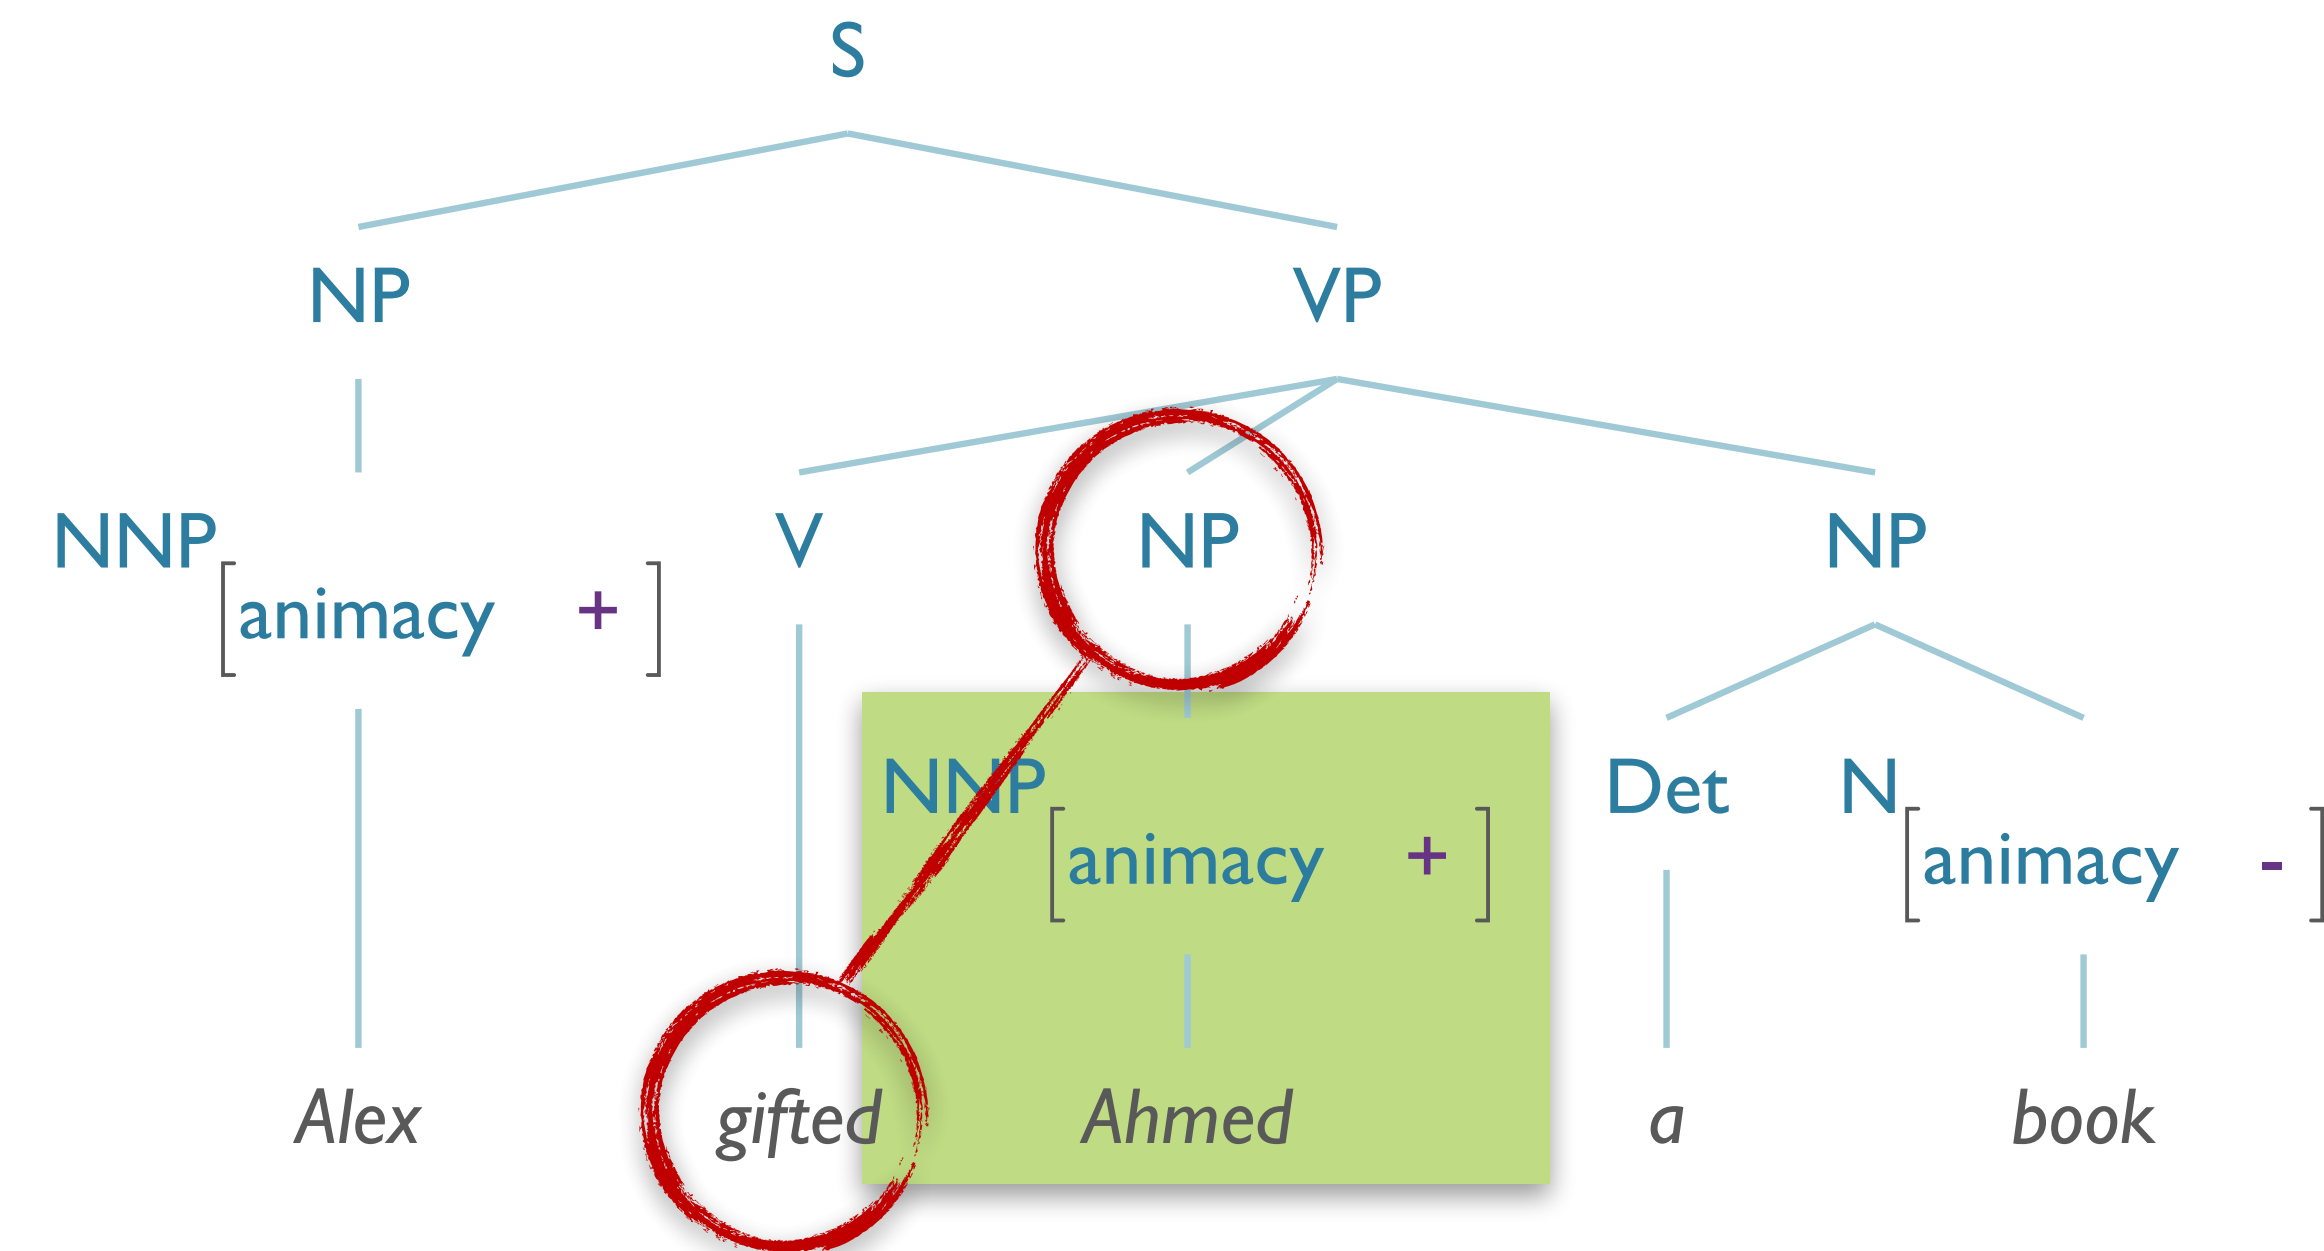 S
NP VP
NNP V NP NP
[animacy +]
NNP Det N
[animacy +] [animacy -]
Alex gifted Ahmed a book